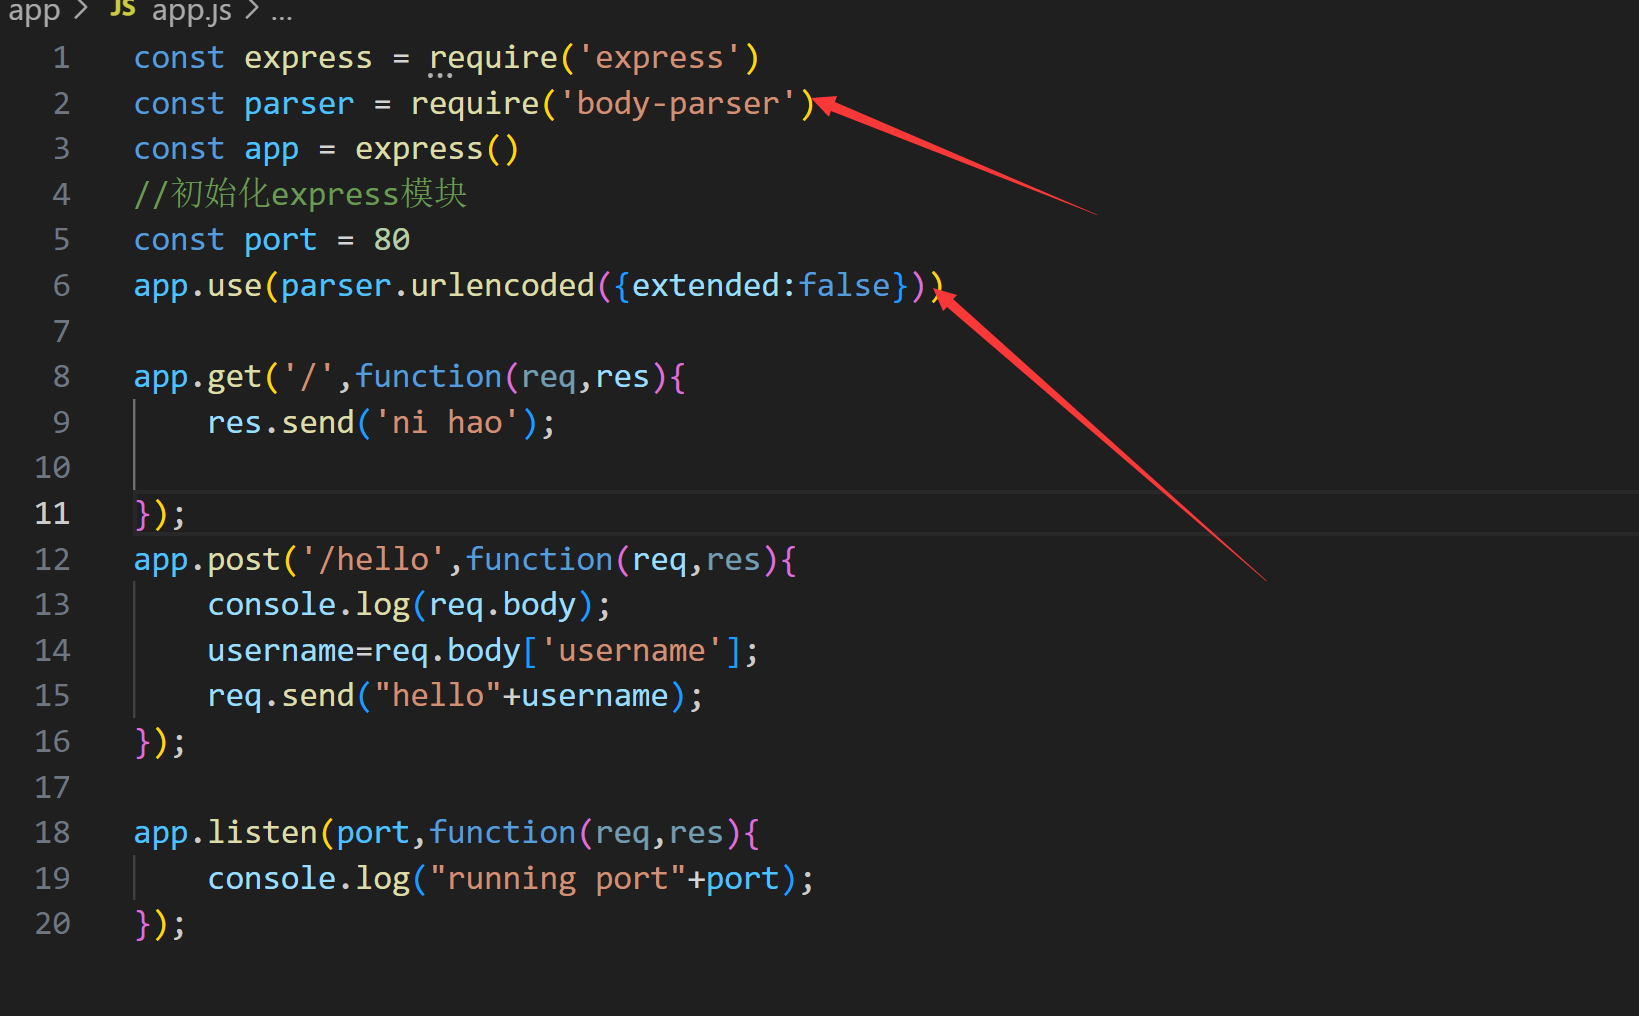 app > JS app.js > ...
1 const express = require('express')
2 const parser = require('body-parser')
3 const app = express()
4 //初始化express模块
5 const port = 80
6 app.use(parser.urlencoded({extended:false}))
7
8 app.get('/',function(req,res){
9     res.send('ni hao');
10
11 });
12 app.post('/hello',function(req,res){
13     console.log(req.body);
14     username=req.body['username'];
15     req.send("hello"+username);
16 });
17
18 app.listen(port,function(req,res){
19     console.log("running port"+port);
20 });